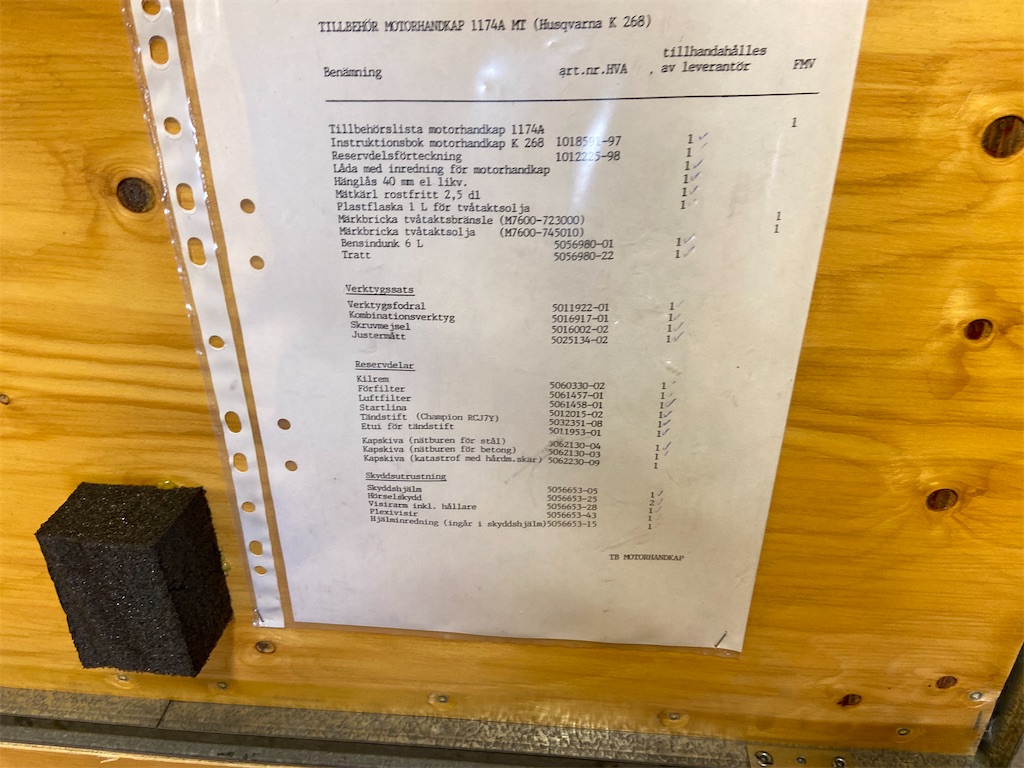 TILLBEHÖR MOTORHANDKAP 1174A MT (Husqvarna K 268)
tillhandahålles
Benämning art.nr.HVA , av leverantör FMV
Tillbehörslista motorhandkap 1174A 1
Instruktionsbok motorhandkap K 268 1018591-97 1
Reservdelsförteckning 1012225-98 1
Låda med inredning för motorhandkap 1
Hänglås 40 mm el likv. 1
Mätkärl rostfritt 2,5 dl 1
Plastflaska 1 L för tvåtaktsolja 1
Märkbricka tvåtaktsbränsle (M7600-723000) 1
Märkbricka tvåtaktsolja (M7600-745010) 1
Bensindunk 6 L 5056980-01 1
Tratt 5056980-22 1
Verktygssats
Verktygsfodral 5011922-01 1
Kombinationsverktyg 5016917-01 1
Skruvmejsel 5016002-02 1
Justermått 5025134-02 1
Reservdelar
Kilrem 5060330-02 1
Förfilter 5061457-01 1
Luftfilter 5061458-01 1
Startlina 5012015-02 1
Tändstift (Champion RCJ7Y) 5032351-08 1
Etui för tändstift 5011953-01 1
Kapskiva (nätburen för stål) 5062130-04 1
Kapskiva (nätburen för betong) 5062130-03 1
Kapskiva (katastrof med hårdm.skär) 5062230-09 1
Skyddsutrustning
Skyddshjälm 5056653-05 1
Hörselskydd 5056653-25 2
Visirarm inkl. hållare 5056653-28 1
Plexivisir 5056653-43 1
Hjälminredning (ingår i skyddshjälm) 5056653-15 1
TB MOTORHANDKAP